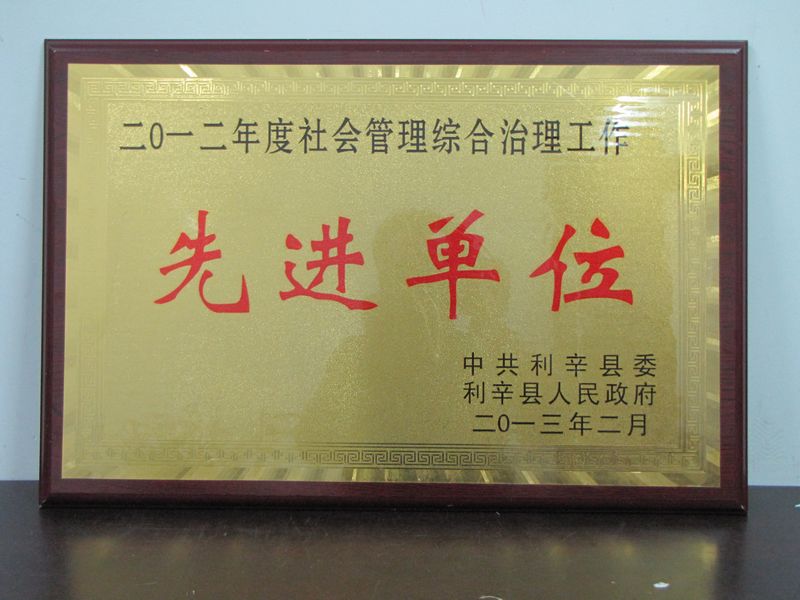 二0一二年度社会管理综合治理工作
先进单位
中共利辛县委
利辛县人民政府
二0一三年二月